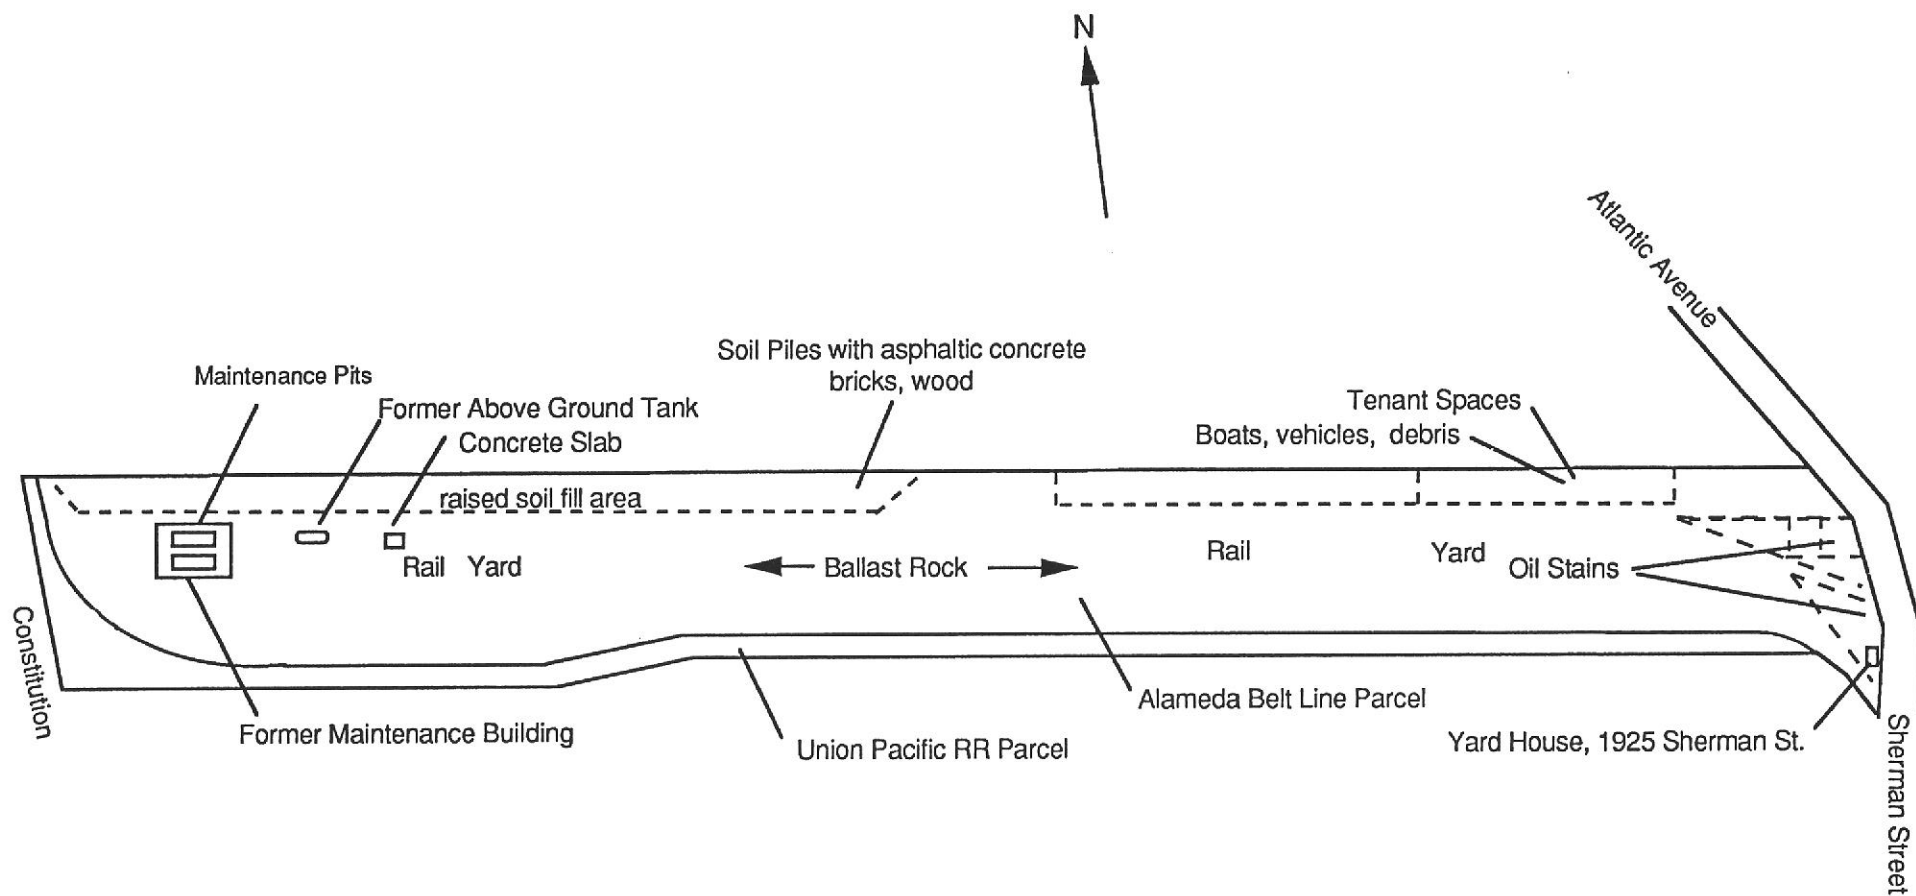 N
Atlantic Avenue
Soil Piles with asphaltic concrete
bricks, wood
Maintenance Pits
Former Above Ground Tank
Concrete Slab
Tenant Spaces
Boats, vehicles, debris
raised soil fill area
Rail Yard
Ballast Rock
Rail Yard
Oil Stains
Constitution
Former Maintenance Building
Union Pacific RR Parcel
Alameda Belt Line Parcel
Yard House, 1925 Sherman St.
Sherman Street